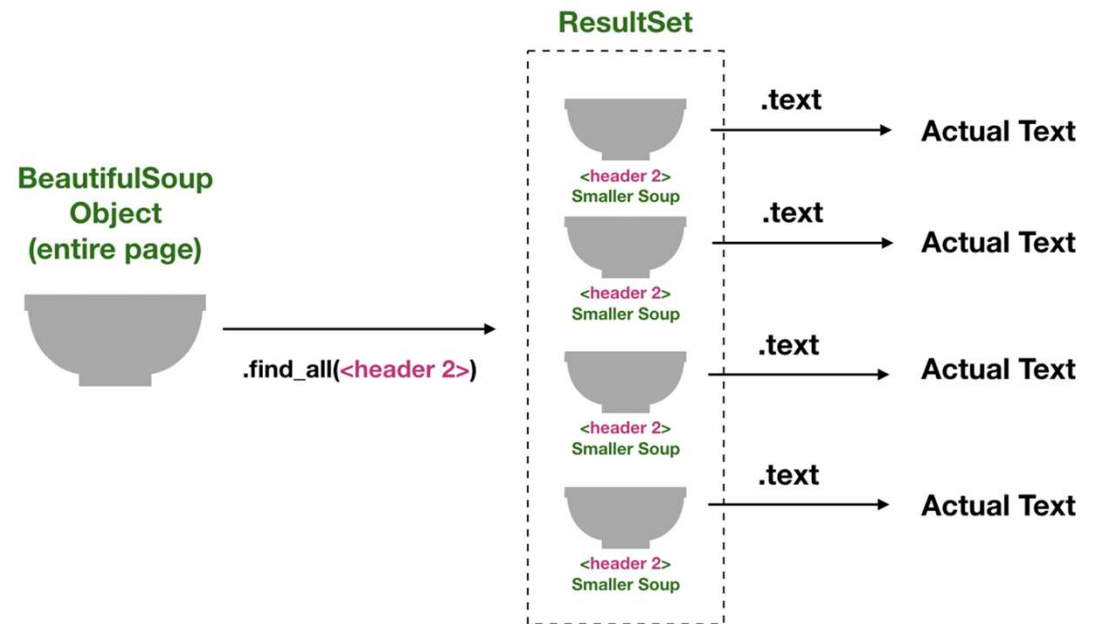 ResultSet
BeautifulSoup
Object
(entire page)
.find_all(<header 2>)
<header 2>
Smaller Soup
.text
Actual Text
<header 2>
Smaller Soup
.text
Actual Text
<header 2>
Smaller Soup
.text
Actual Text
<header 2>
Smaller Soup
.text
Actual Text